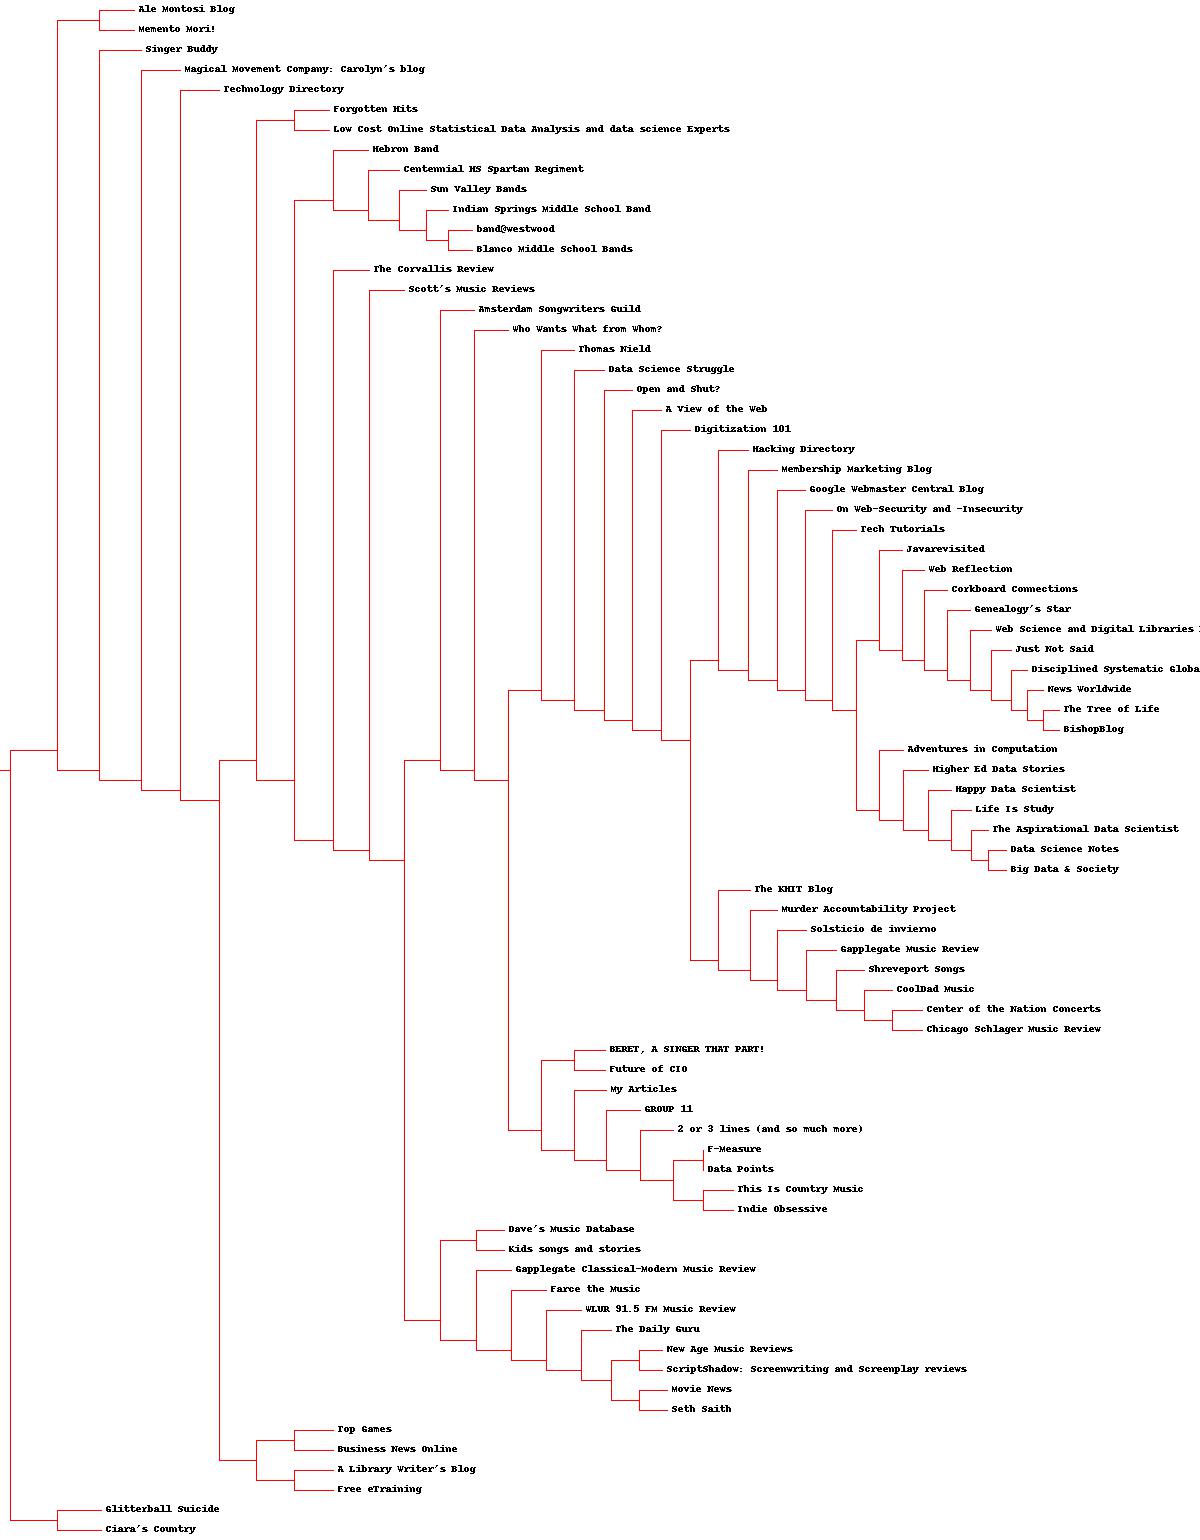 Ale Montosi Blog
Memento Mori!
Singer Buddy
Magical Movement Company: Carolyn's blog
Technology Directory
Forgotten Hits
Low Cost Online Statistical Data Analysis and data science Experts
Hebron Band
Centennial HS Spartan Regiment
Sun Valley Bands
Indian Springs Middle School Band
band@westwood
Blanco Middle School Bands
The Corvallis Review
Scott's Music Reviews
Amsterdam Songwriters Guild
Who Wants What from Whom?
Thomas Nield
Data Science Struggle
Open and Shut?
A View of the Web
Digitization 101
Hacking Directory
Membership Marketing Blog
Google Webmaster Central Blog
On Web-Security and -Insecurity
Tech Tutorials
Javarevisited
Web Reflection
Corkboard Connections
Genealogy's Star
Web Science and Digital Libraries
Just Not Said
Disciplined Systematic Globa
News Worldwide
The Tree of Life
BishopBlog
Adventures in Computation
Higher Ed Data Stories
Happy Data Scientist
Life Is Study
The Aspirational Data Scientist
Data Science Notes
Big Data & Society
The KHIT Blog
Murder Accountability Project
Solsticio de invierno
Gapplegate Music Review
Shreveport Songs
CoolDad Music
Center of the Nation Concerts
Chicago Schlager Music Review
BERET, A SINGER THAT PART!
Future of CIO
My Articles
GROUP 11
2 or 3 lines (and so much more)
F-Measure
Data Points
This Is Country Music
Indie Obsessive
Dave's Music Database
Kids songs and stories
Gapplegate Classical-Modern Music Review
Farce the Music
WLUR 91.5 FM Music Review
The Daily Guru
New Age Music Reviews
ScriptShadow: Screenwriting and Screenplay reviews
Movie News
Seth Saith
Top Games
Business News Online
A Library Writer's Blog
Free eTraining
Glitterball Suicide
Ciara's Country